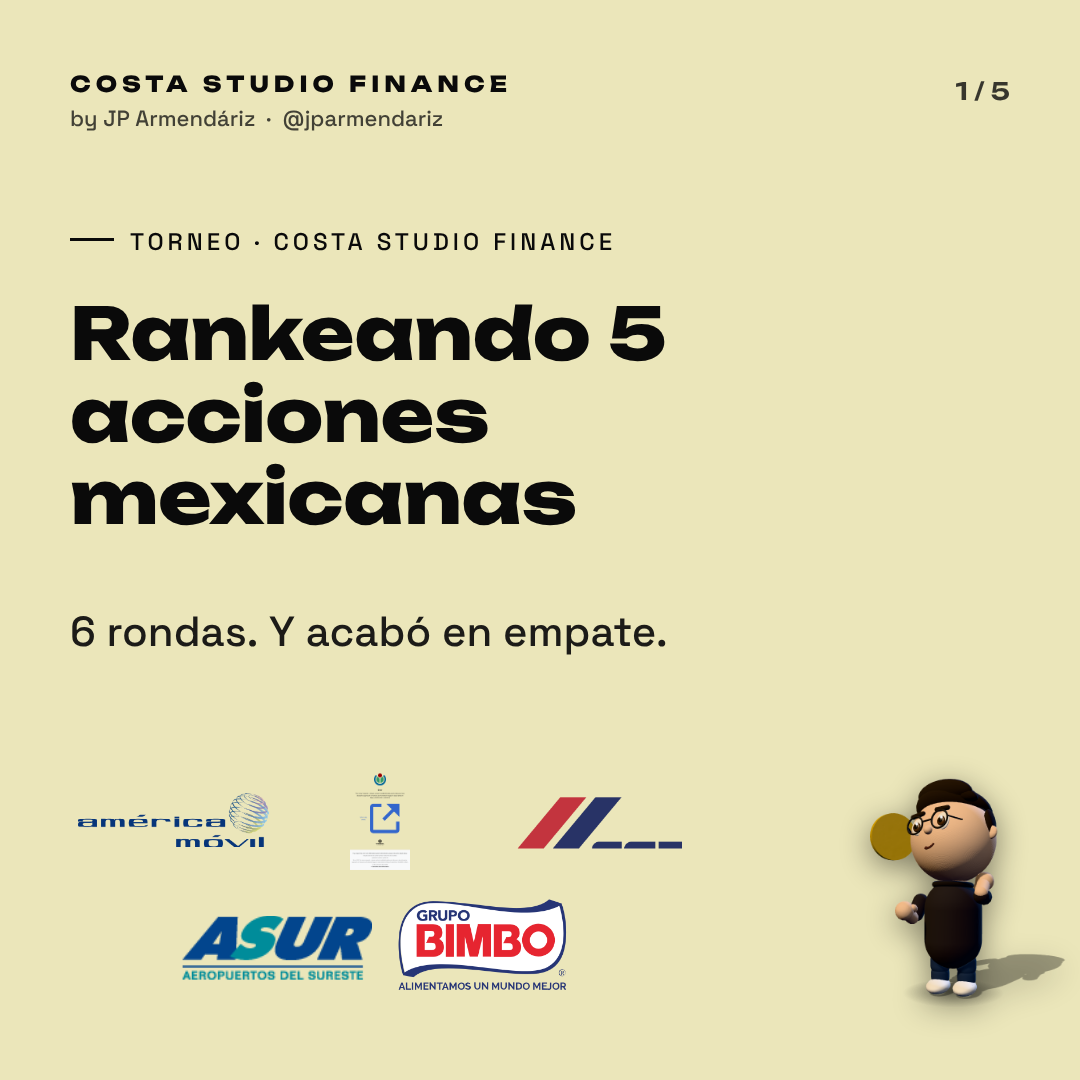 COSTA STUDIO FINANCE
1/5
by JP Armendáriz · @jparmendariz
TORNEO · COSTA STUDIO FINANCE
Rankeando 5
acciones
mexicanas
6 rondas. Y acabó en empate.
américa
móvil
ASUR
AEROPUERTOS DEL SURESTE
GRUPO
BIMBO
®
ALIMENTAMOS UN MUNDO MEJOR